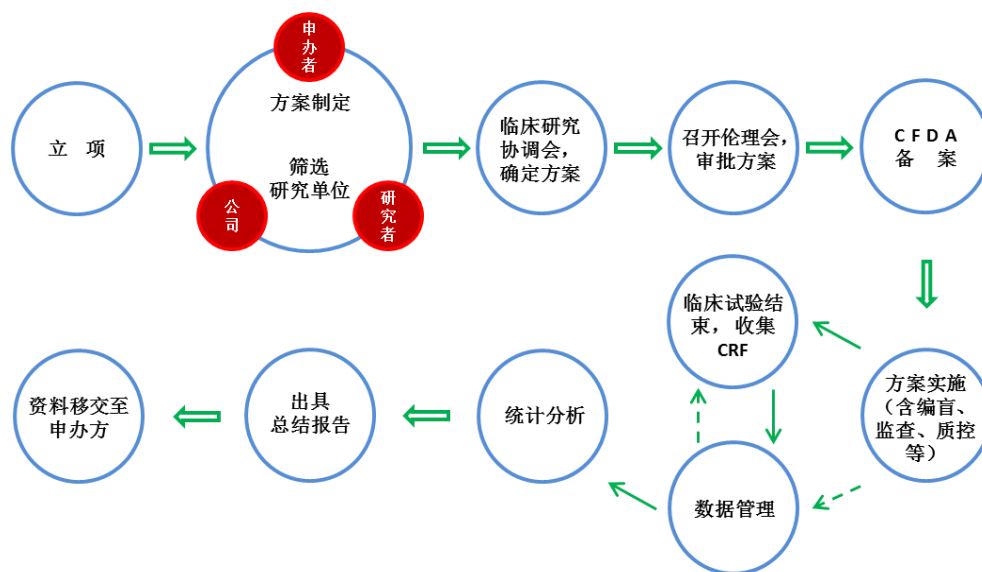 立 项
申办者
方案制定
筛选
研究单位
公司
研究者
临床研究
协调会，
确定方案
召开伦理会，
审批方案
C F D A
备 案
临床试验结
束， 收集
CRF
方案实施
（含编盲、
监查、质控
等）
数据管理
统计分析
出具
总结报告
资料移交至
申办方